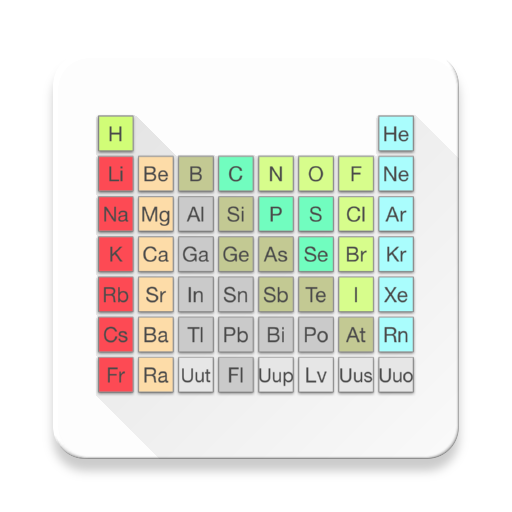 H He
Li Be B C N O F Ne
Na Mg Al Si P S Cl Ar
K Ca Ga Ge As Se Br Kr
Rb Sr In Sn Sb Te I Xe
Cs Ba Tl Pb Bi Po At Rn
Fr Ra Uut Fl Uup Lv Uus Uuo